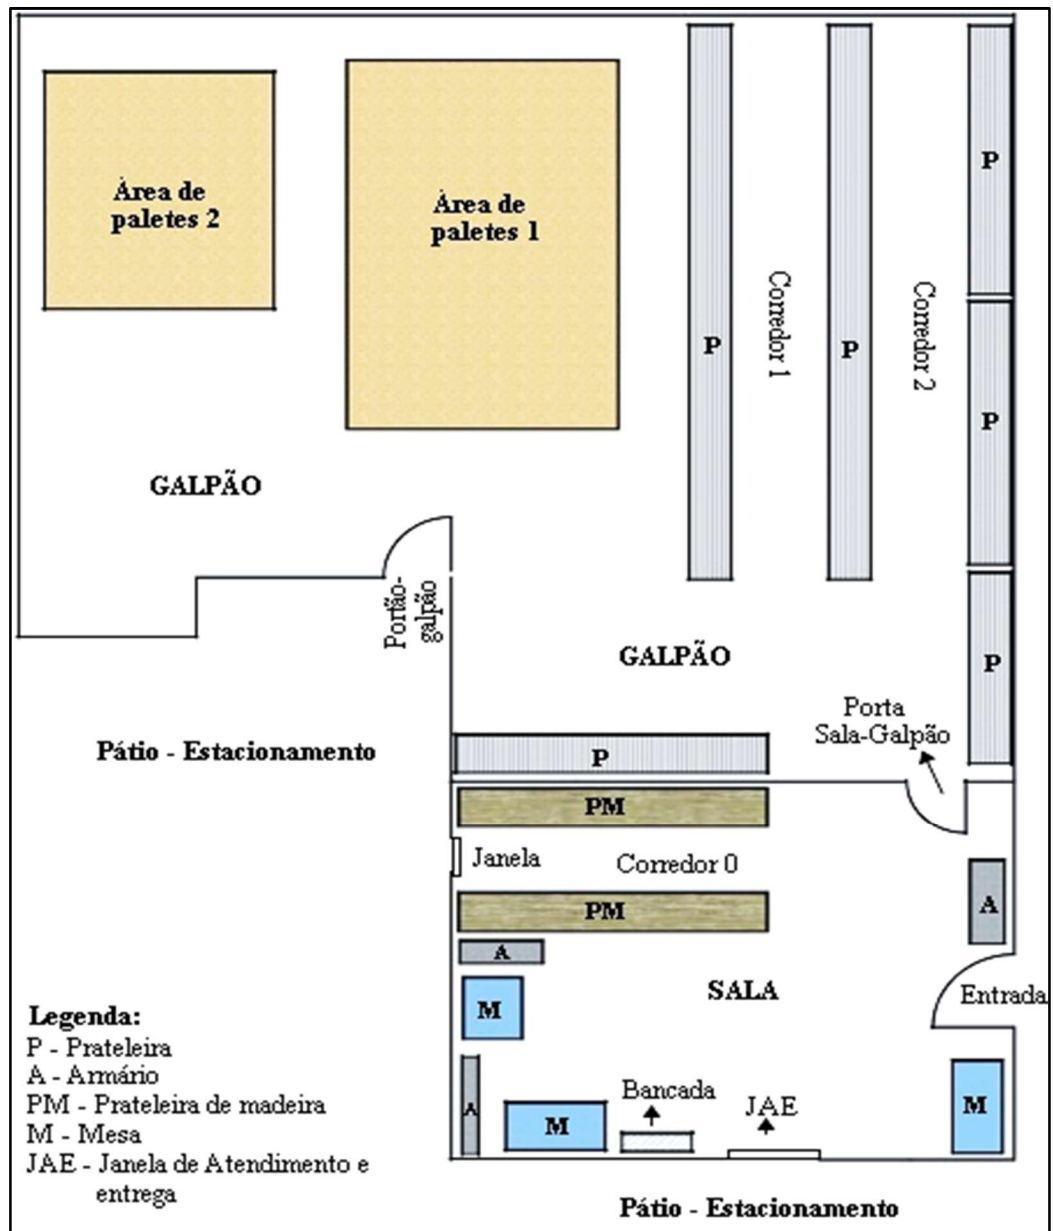 Área de
paletes 2
Área de
paletes 1
P
P
Corredor 1
P
Corredor 2
P
P
GALPÃO
Portão-
galpão
GALPÃO
P
Porta
Sala-Galpão
Pátio - Estacionamento
P
PM
Janela
Corredor 0
PM
A
A
M
SALA
Entrada
Legenda:
P - Prateleira
A - Armário
PM - Prateleira de madeira
M - Mesa
JAE - Janela de Atendimento e
entrega
A
M
Bancada
JAE
M
Pátio - Estacionamento